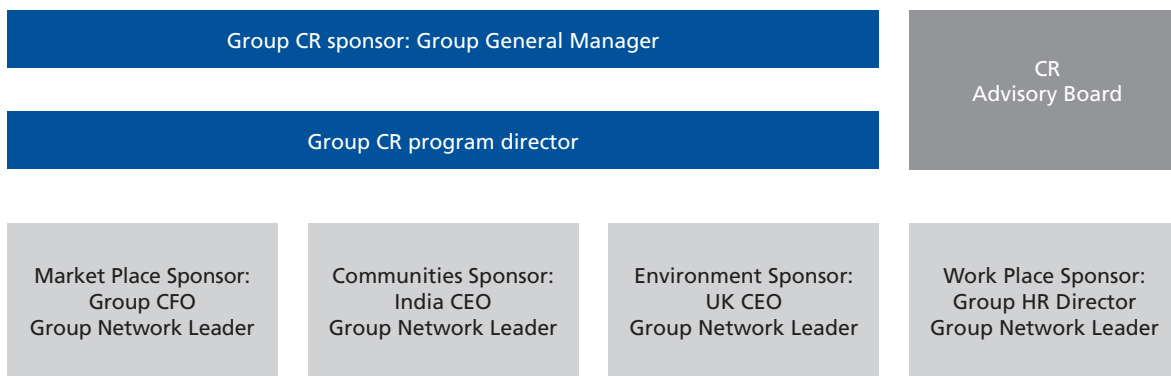 Group CR sponsor: Group General Manager
CR
Advisory Board
Group CR program director
Market Place Sponsor:
Group CFO
Group Network Leader
Communities Sponsor:
India CEO
Group Network Leader
Environment Sponsor:
UK CEO
Group Network Leader
Work Place Sponsor:
Group HR Director
Group Network Leader